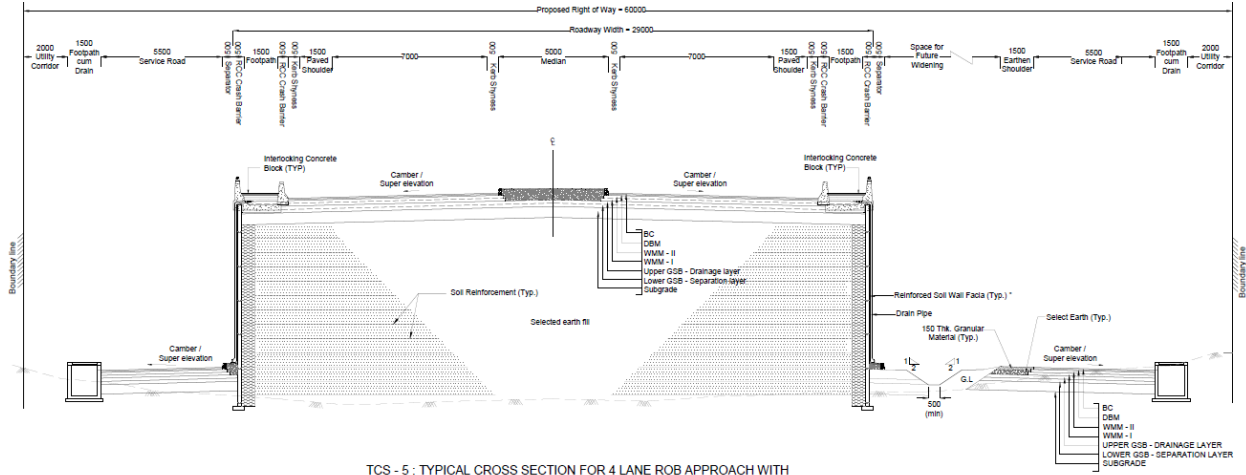 Proposed Right of Way = 60000
Roadway Width = 29000
2000
Utility
Corridor
1500
Footpath
cum
Drain
5500
Service Road
500
Separator
500
RCC Crash Barrier
1500
Footpath
500
RCC Crash Barrier
500
Kerb Shyness
1500
Paved
Shoulder
7000
500
Kerb Shyness
5000
Median
500
Kerb Shyness
7000
1500
Paved
Shoulder
500
Kerb Shyness
500
RCC Crash Barrier
1500
Footpath
500
RCC Crash Barrier
500
Separator
Space for
Future
Widening
1500
Earthen
Shoulder
5500
Service Road
1500
Footpath
cum
Drain
2000
Utility
Corridor
Interlocking Concrete
Block (TYP)
Camber /
Super elevation
Camber /
Super elevation
Interlocking Concrete
Block (TYP)
BC
DBM
WMM - II
WMM - I
Upper GSB - Drainage layer
Lower GSB - Separation layer
Subgrade
Boundary line
Boundary line
Soil Reinforcement (Typ.)
Selected earth fill
Reinforced Soil Wall Facia (Typ.) "
Drain Pipe
Select Earth (Typ.)
150 Thk. Granular
Material (Typ.)
Camber /
Super elevation
Camber /
Super elevation
1
2
1
2
G.L
500
(min)
BC
DBM
WMM - II
WMM - I
UPPER GSB - DRAINAGE LAYER
LOWER GSB - SEPARATION LAYER
SUBGRADE
TCS - 5 : TYPICAL CROSS SECTION FOR 4 LANE ROB APPROACH WITH